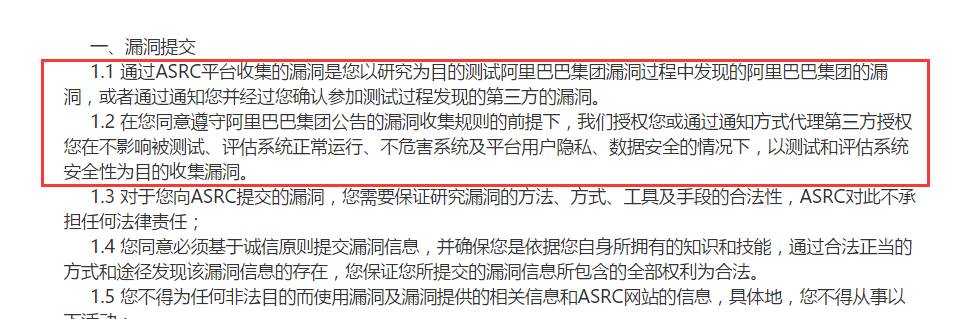 一、漏洞提交
1.1 通过ASRC平台收集的漏洞是您以研究为目的测试阿里巴巴集团漏洞过程中发现的阿里巴巴集团的漏
洞，或者通过通知您并经过您确认参加测试过程发现的第三方的漏洞。
1.2 在您同意遵守阿里巴巴集团公告的漏洞收集规则的前提下，我们授权您或通过通知方式代理第三方授权
您在不影响被测试、评估系统正常运行、不危害系统及平台用户隐私、数据安全的情况下，以测试和评估系统
安全性为目的收集漏洞。
1.3 对于您向ASRC提交的漏洞，您需要保证研究漏洞的方法、方式、工具及手段的合法性，ASRC对此不承
担任何法律责任；
1.4 您同意必须基于诚信原则提交漏洞信息，并确保您是依据您自身所拥有的知识和技能，通过合法正当的
方式和途径发现该漏洞信息的存在，您保证您所提交的漏洞信息所包含的全部权利为合法。
1.5 您不得为任何非法目的而使用漏洞及漏洞提供的相关信息和ASRC网站的信息，具体地，您不得从事以